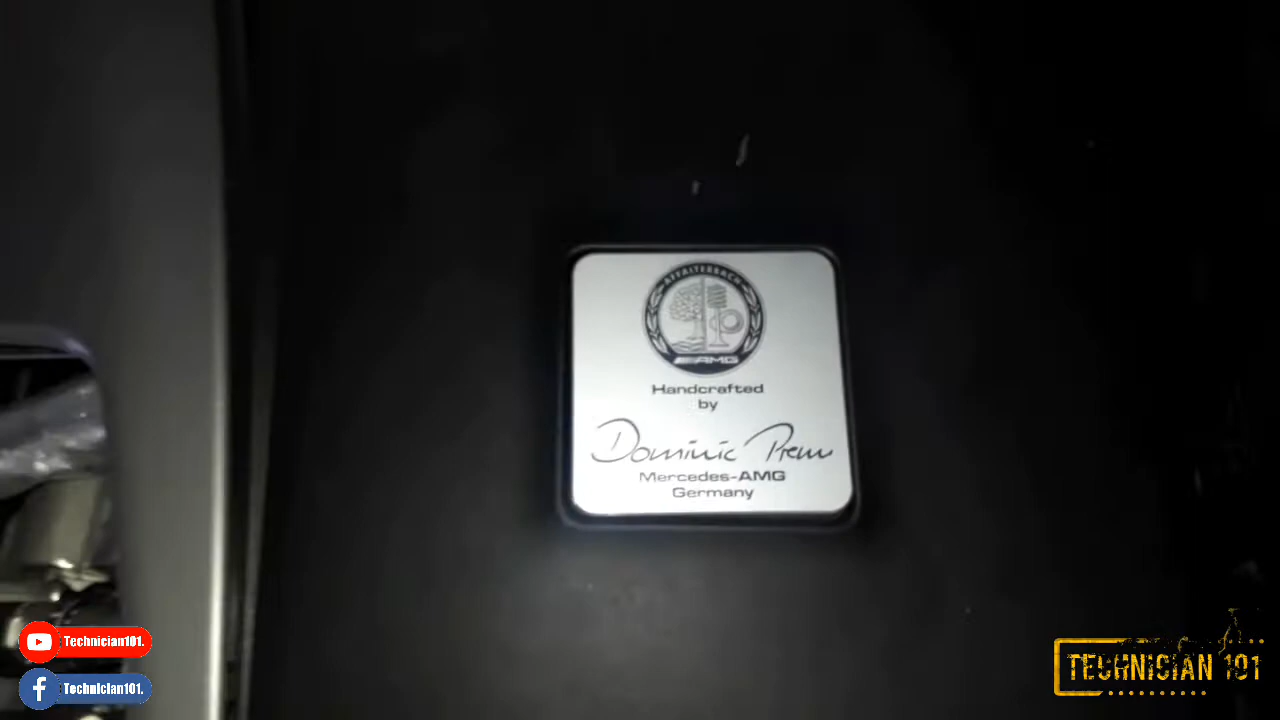 AFFALTERBACH
AMG
Handcrafted
by
Dominic Prem
Mercedes-AMG
Germany
Technician101.
Technician101.
TECHNICIAN 101